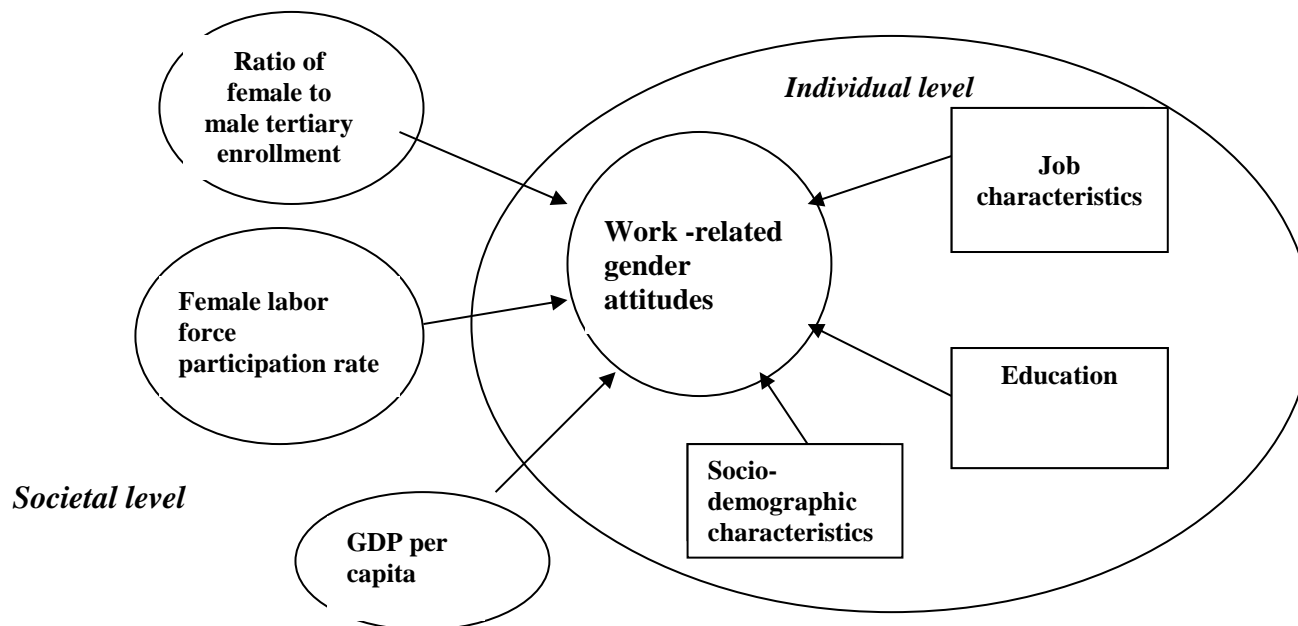 Ratio of
female to
male tertiary
enrollment
Individual level
Job
characteristics
Work -related
gender
attitudes
Female labor
force
participation rate
Education
Socio-
demographic
characteristics
Societal level
GDP per
capita